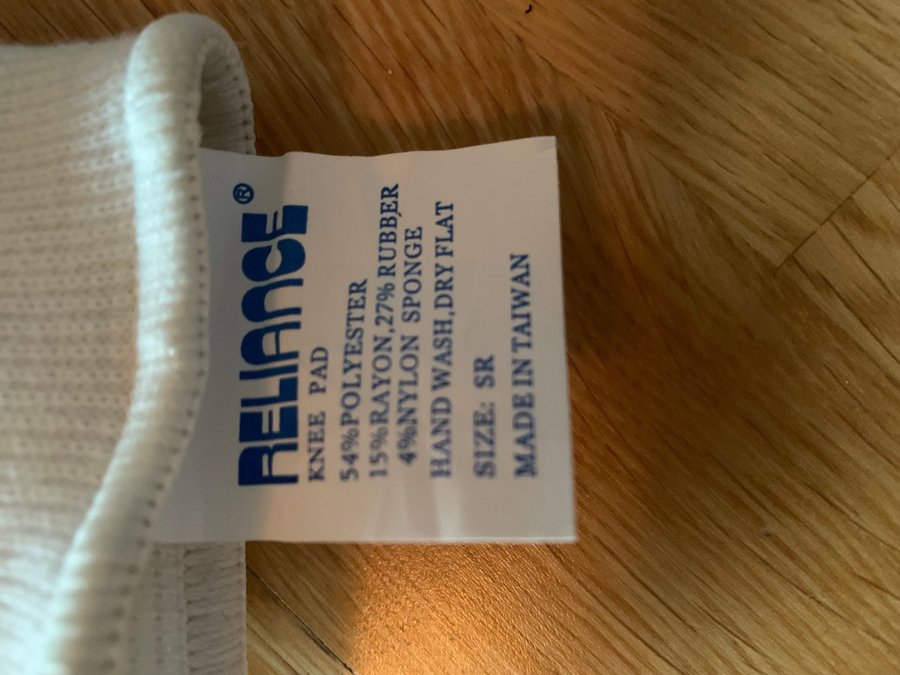 RELIANCE®
KNEE PAD
54%POLYESTER
15%RAYON,27% RUBBER
4%NYLON SPONGE
HAND WASH,DRY FLAT
SIZE: SR
MADE IN TAIWAN